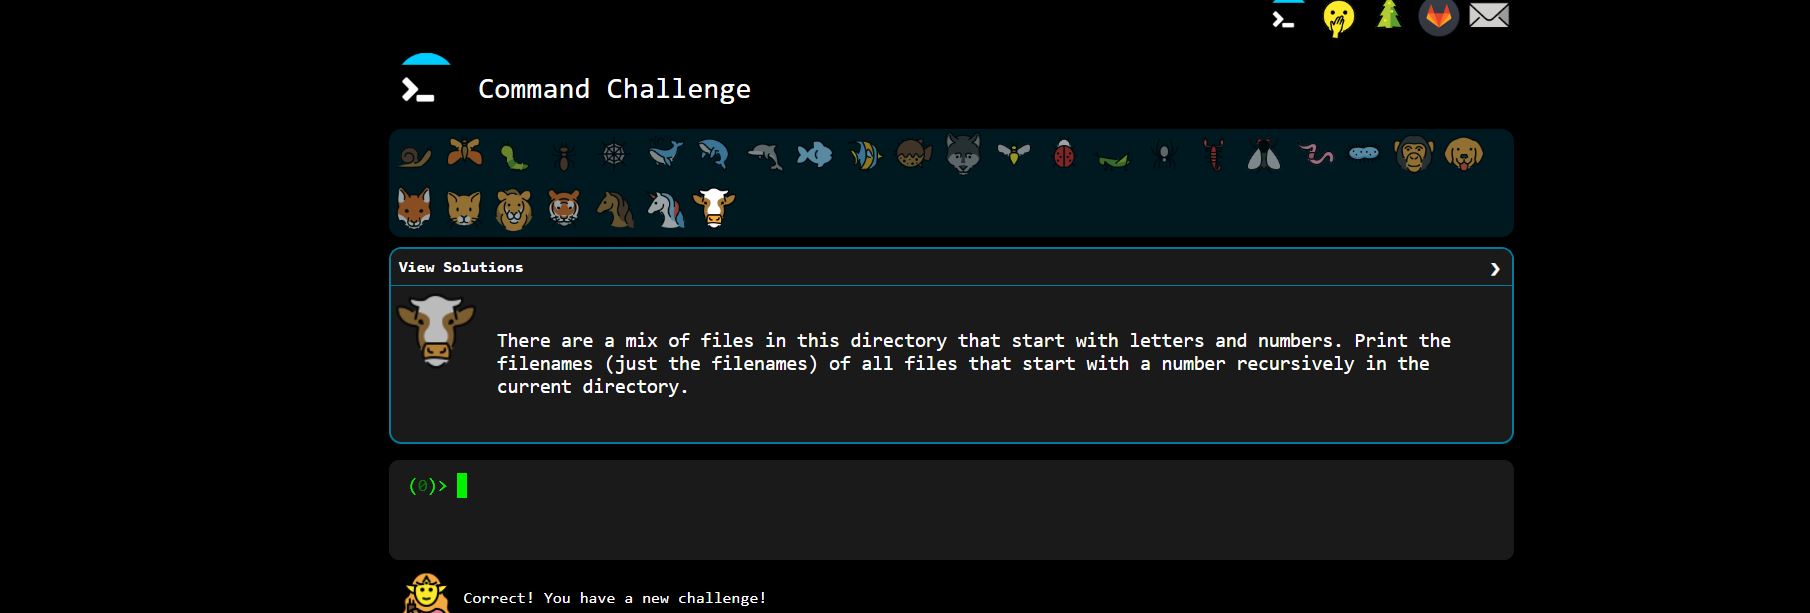 Command Challenge
View Solutions
There are a mix of files in this directory that start with letters and numbers. Print the
filenames (just the filenames) of all files that start with a number recursively in the
current directory.
(0)>
Correct! You have a new challenge!